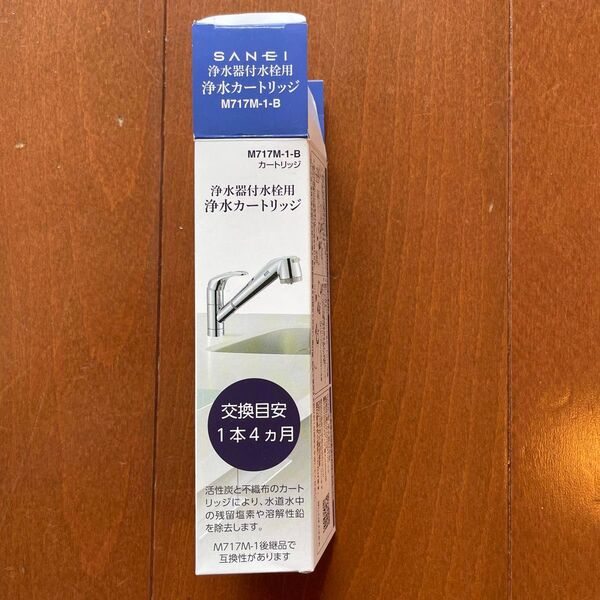 SANEI
浄水器付水栓用
浄水カートリッジ
M717M-1-B
M717M-1-B
カートリッジ
浄水器付水栓用
浄水カートリッジ
交換目安
1本4ヵ月
活性炭と不織布のカート
リッジにより、水道水中
の残留塩素や溶解性鉛
を除去します。
M717M-1後継品で
互換性があります